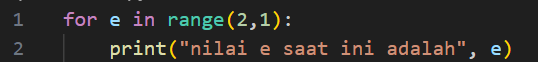 1 for e in range(2,1):
2 print("nilai e saat ini adalah", e)